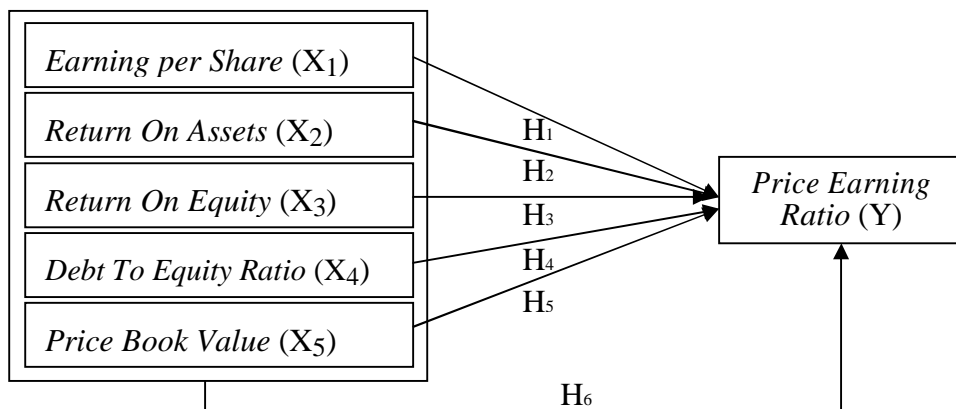 Earning per Share (X1)
Return On Assets (X2)
Return On Equity (X3)
Debt To Equity Ratio (X4)
Price Book Value (X5)
H1
H2
H3
H4
H5
Price Earning
Ratio (Y)
H6